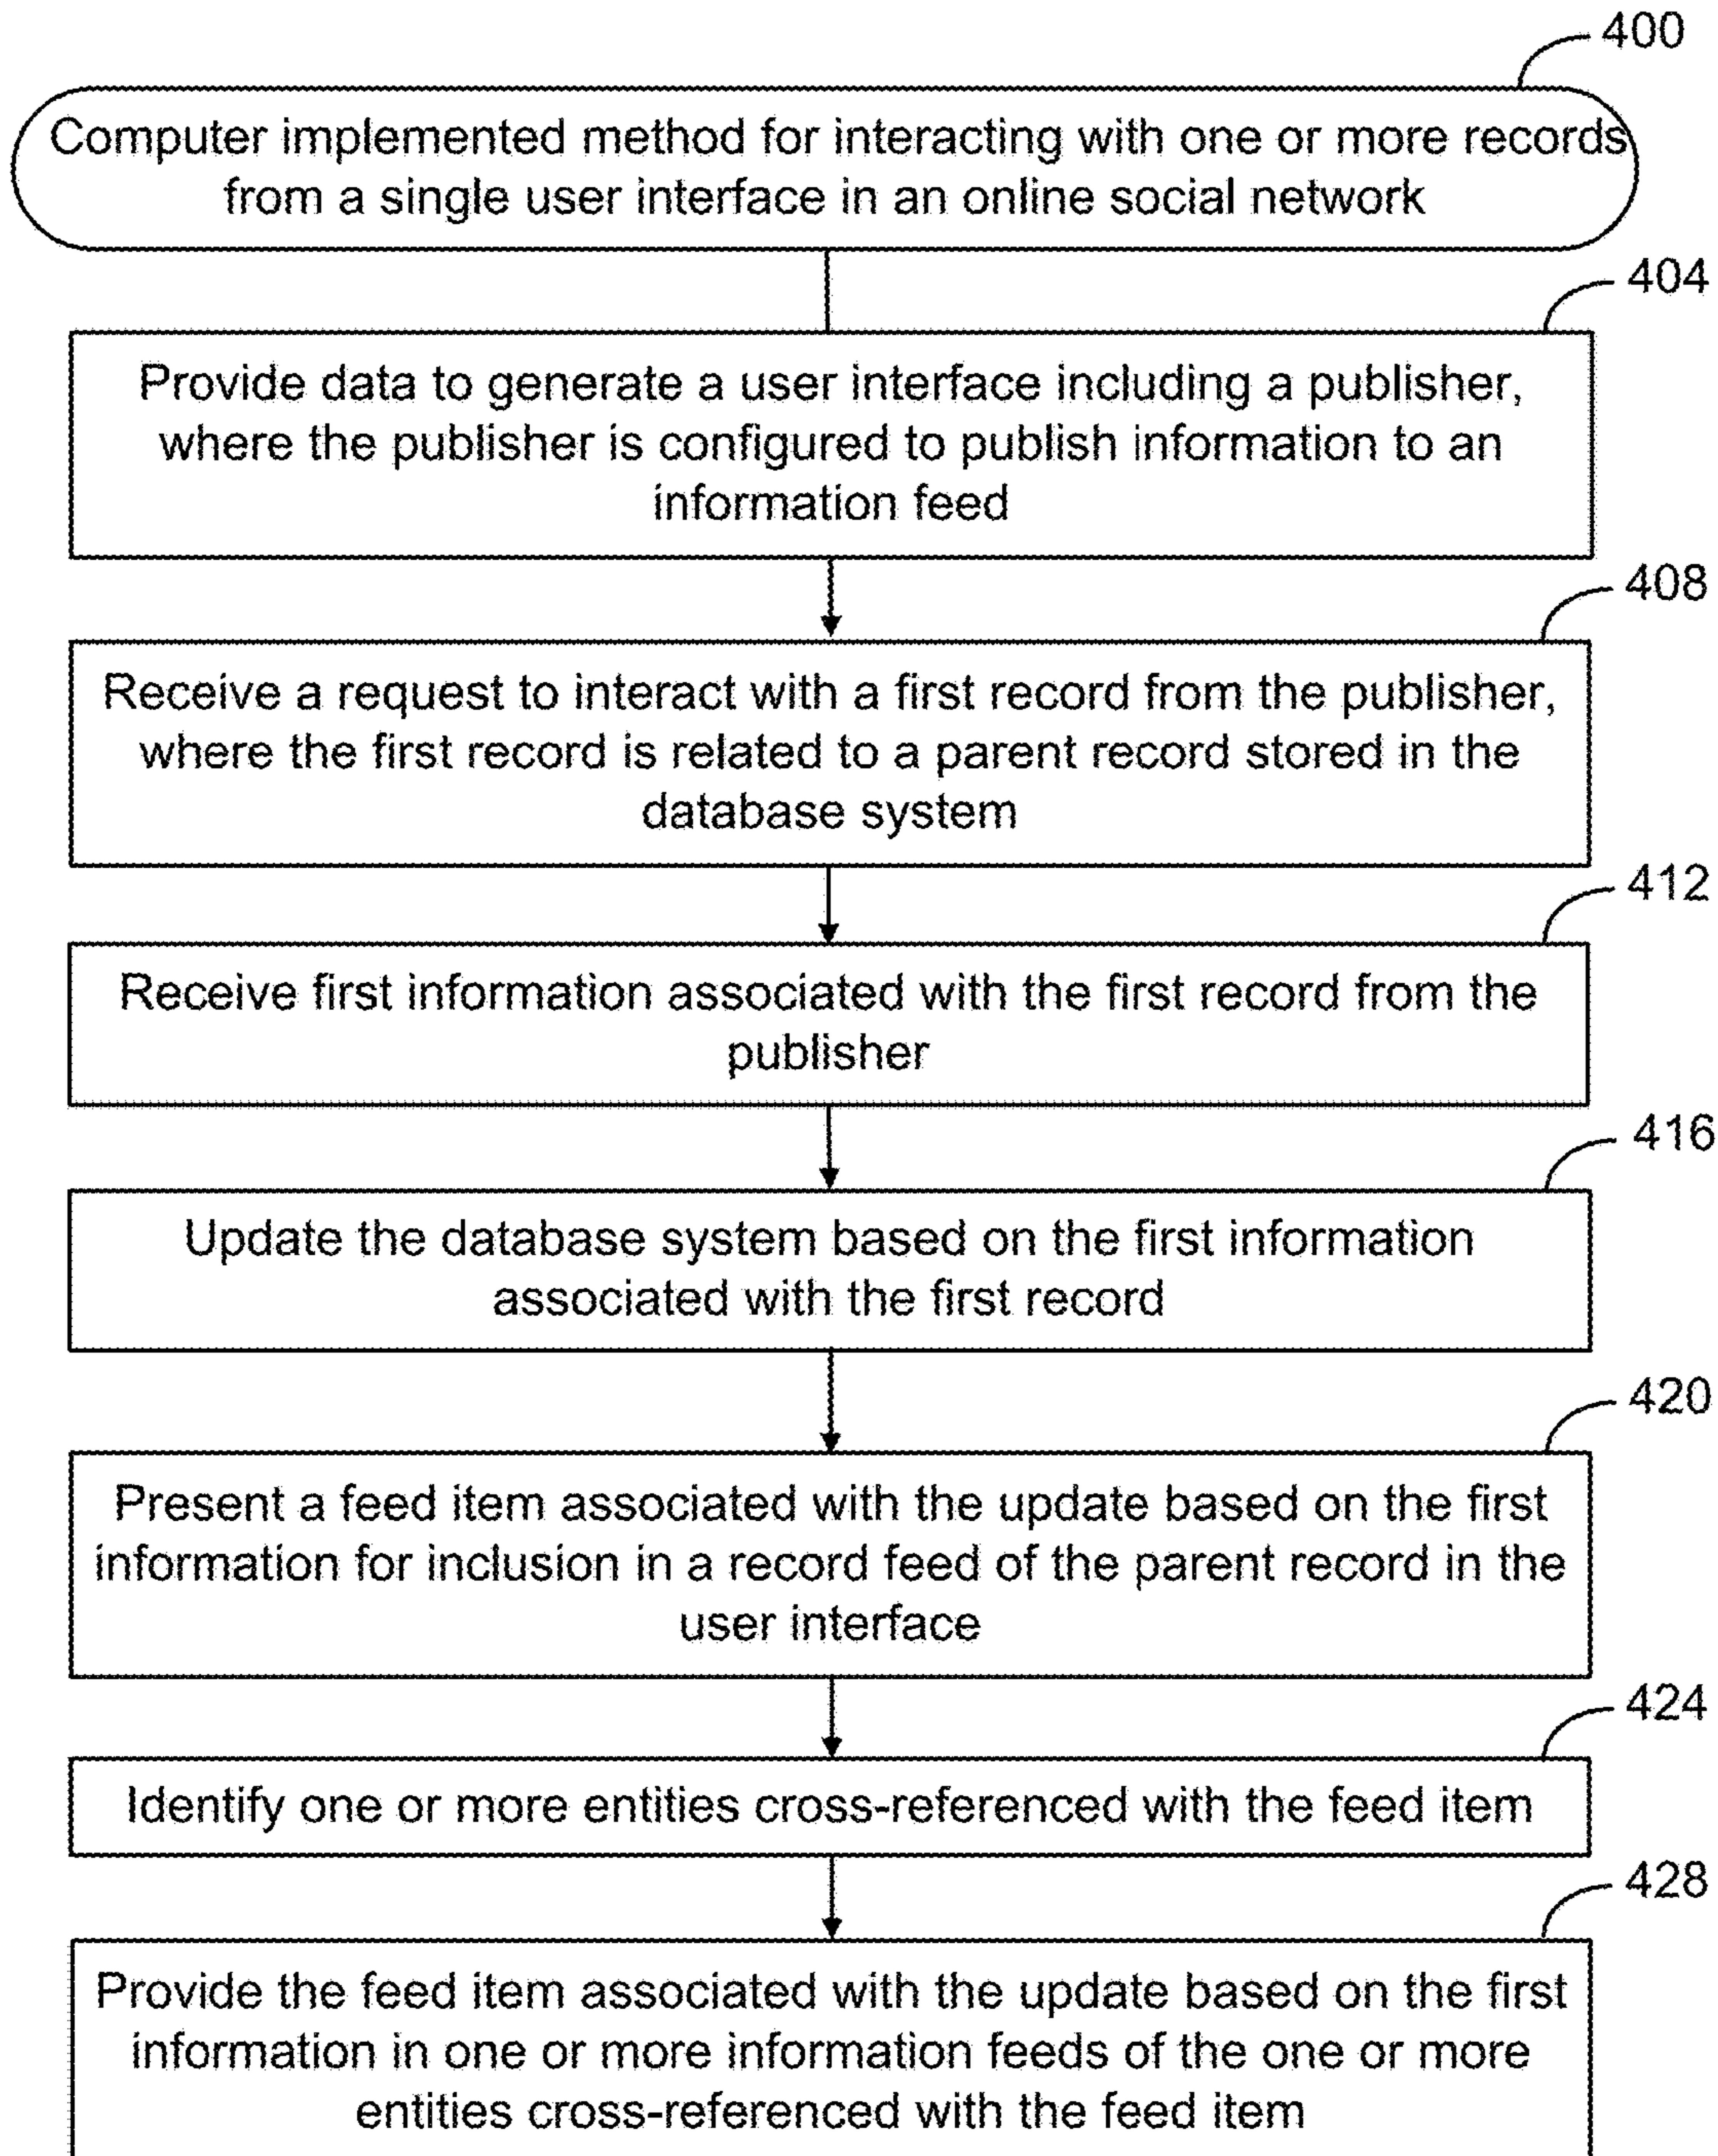 400
Computer implemented method for interacting with one or more records
from a single user interface in an online social network
404
Provide data to generate a user interface including a publisher,
where the publisher is configured to publish information to an
information feed
408
Receive a request to interact with a first record from the publisher,
where the first record is related to a parent record stored in the
database system
412
Receive first information associated with the first record from the
publisher
416
Update the database system based on the first information
associated with the first record
420
Present a feed item associated with the update based on the first
information for inclusion in a record feed of the parent record in the
user interface
424
Identify one or more entities cross-referenced with the feed item
428
Provide the feed item associated with the update based on the first
information in one or more information feeds of the one or more
entities cross-referenced with the feed item